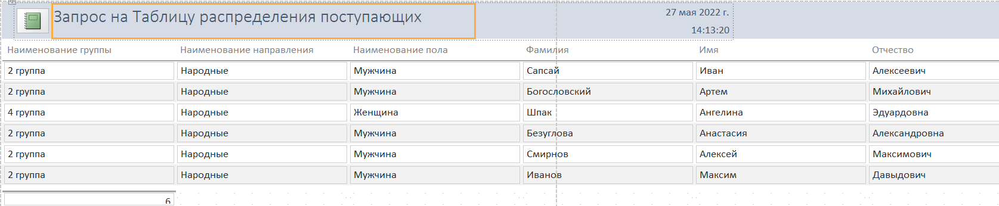 Запрос на Таблицу распределения поступающих
27 мая 2022 г.
14:13:20
Наименование группы Наименование направления Наименование пола Фамилия Имя Отчество
2 группа Народные Мужчина Сапсай Иван Алексеевич
2 группа Народные Мужчина Богословский Артем Михайлович
4 группа Народные Женщина Шпак Ангелина Эдуардовна
2 группа Народные Мужчина Безуглова Анастасия Александровна
2 группа Народные Мужчина Смирнов Алексей Максимович
2 группа Народные Мужчина Иванов Максим Давыдович
6